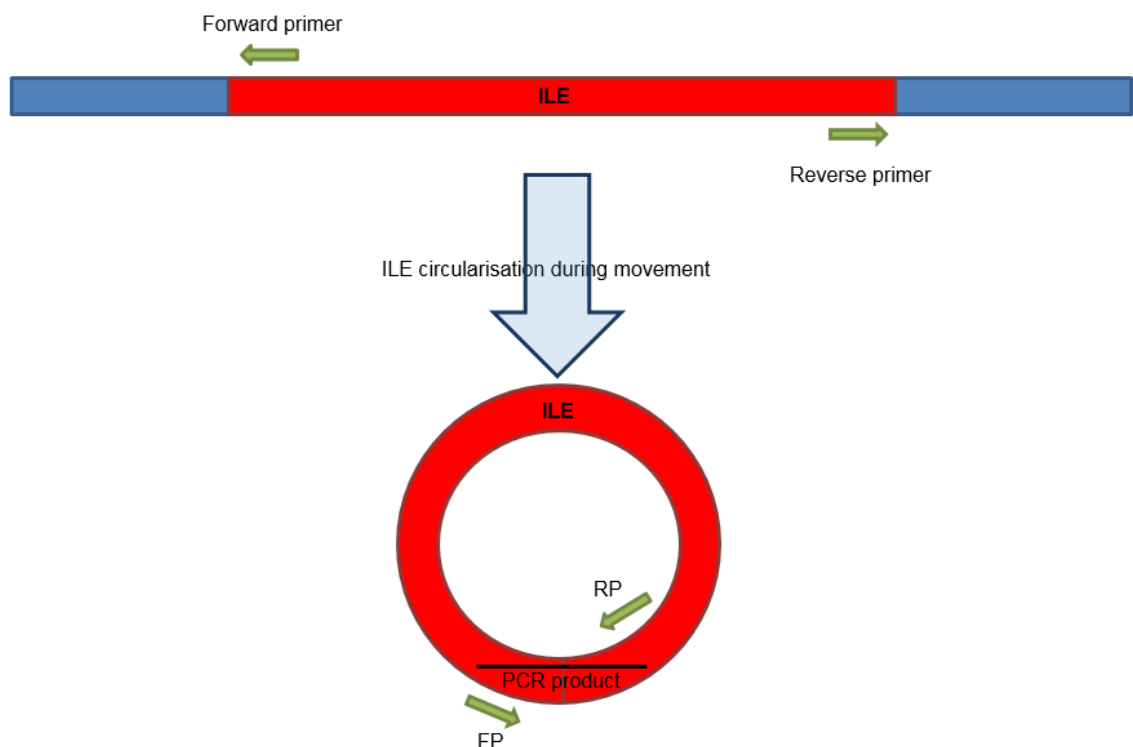 Forward primer
ILE
Reverse primer
ILE circularisation during movement
ILE
RP
PCR product
FP